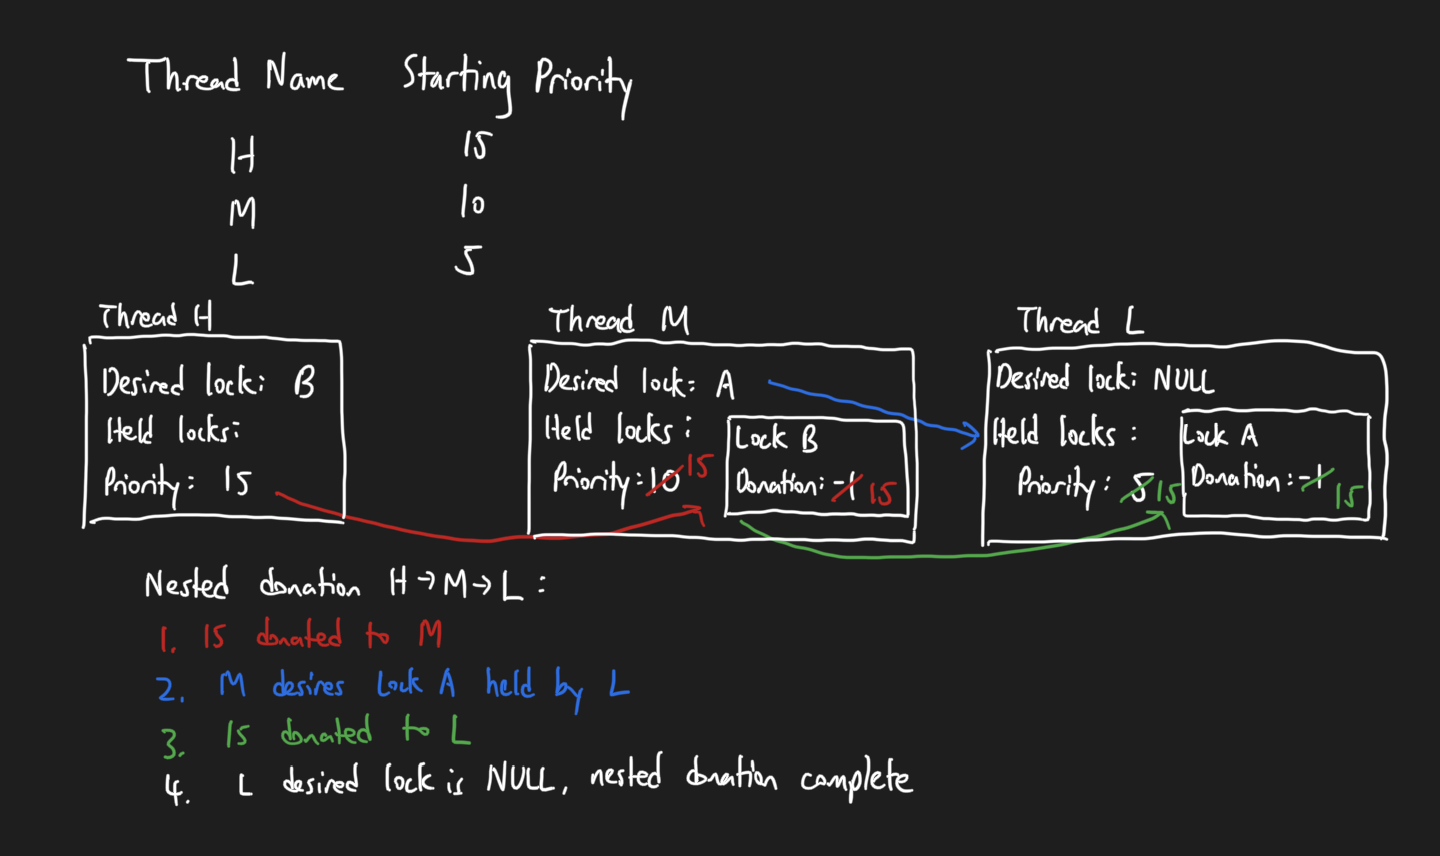 Thread Name Starting Priority
H 15
M 10
L 5
Thread H
Desired lock: B
Held locks:
Priority: 15
Thread M
Desired lock: A
Held locks:
Priority: 10 15
Lock B
Donation: -1 15
Thread L
Desired lock: NULL
Held locks:
Priority: 5 15
Lock A
Donation: -1 15
Nested donation H → M → L :
1. 15 donated to M
2. M desires Lock A held by L
3. 15 donated to L
4. L desired lock is NULL, nested donation complete